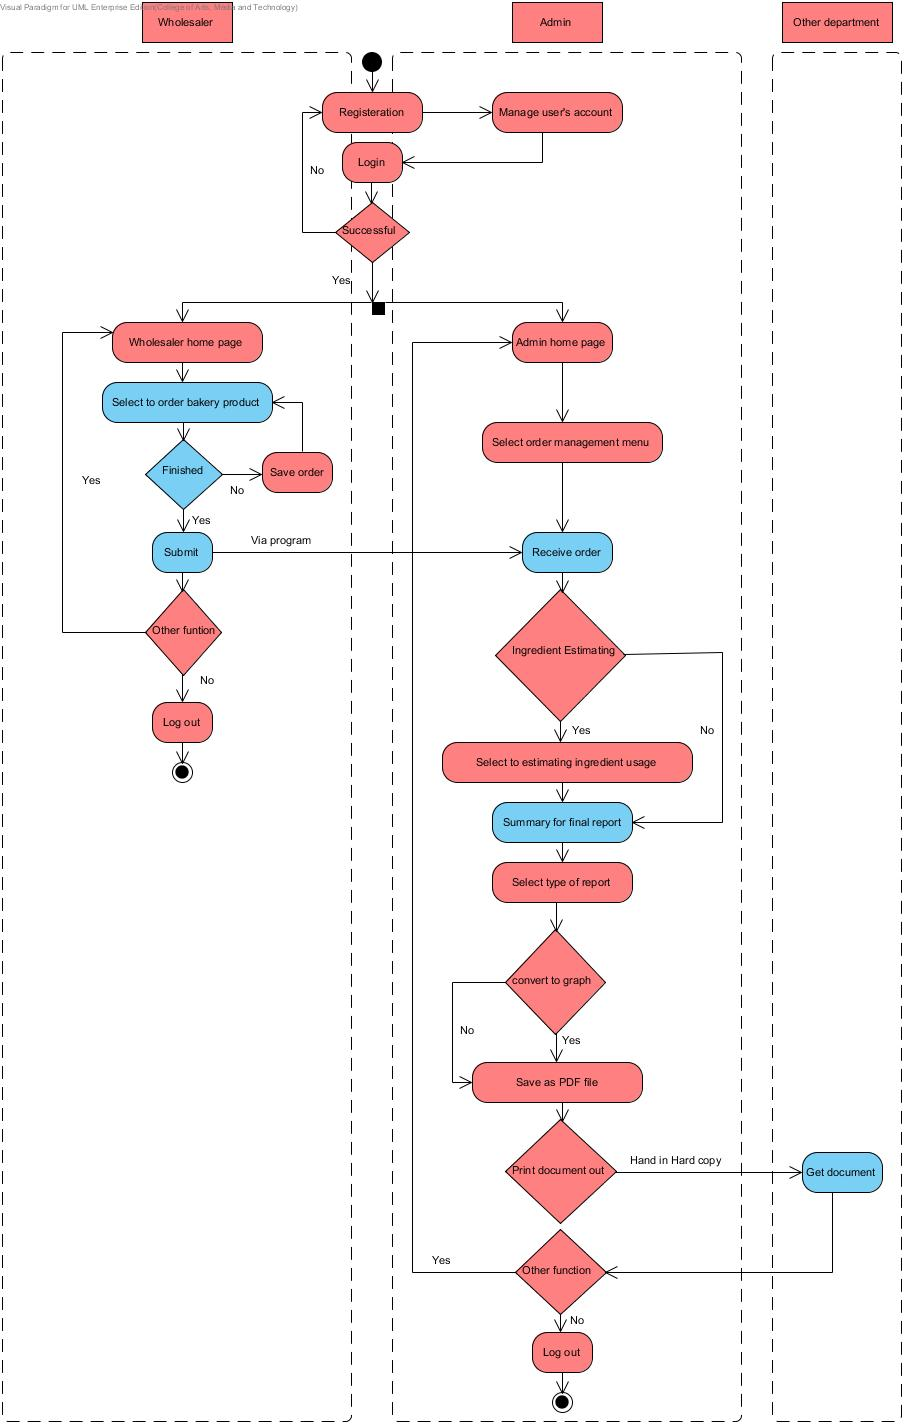 Visual Paradigm for UML Enterprise Edition(College of Arts, Media and Technology)
Wholesaler
Admin
Other department
Registeration
Manage user's account
Login
No
Successful
Yes
Wholesaler home page
Admin home page
Select to order bakery product
Select order management menu
Finished
Save order
Yes
No
Yes
Via program
Submit
Receive order
Other funtion
Ingredient Estimating
No
Log out
Yes
No
Select to estimating ingredient usage
Summary for final report
Select type of report
convert to graph
No
Yes
Save as PDF file
Print document out
Hand in Hard copy
Get document
Yes
Other function
No
Log out